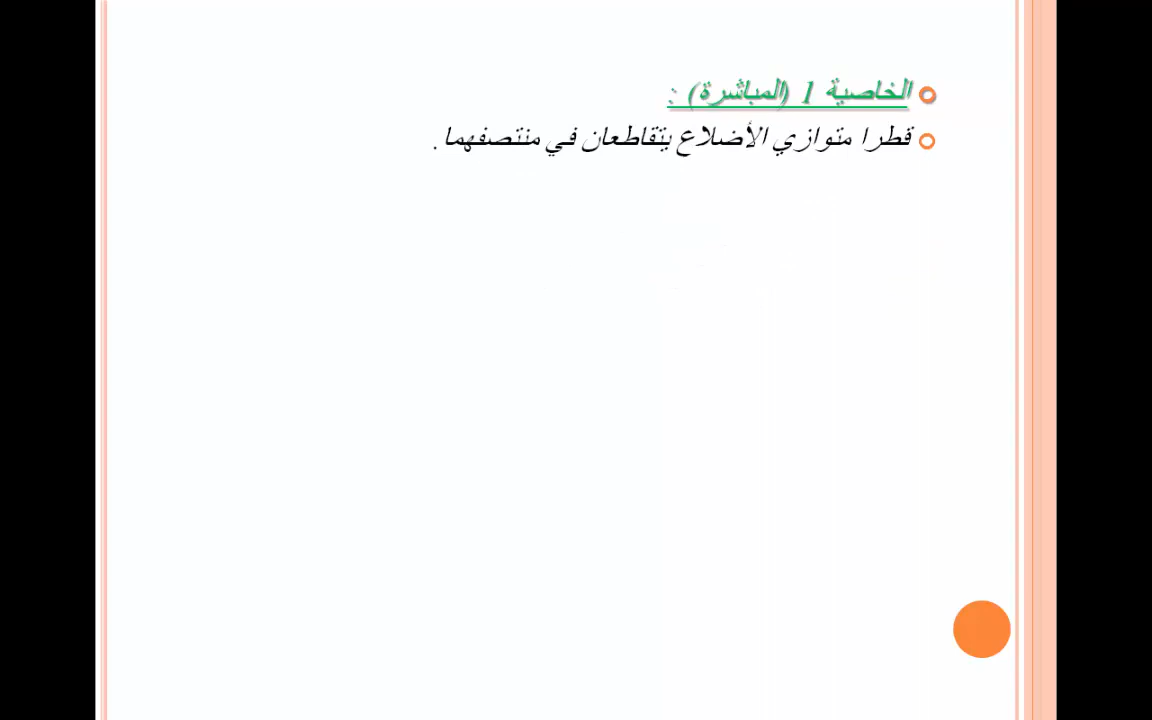 الخاصية 1 (المباشرة) :
قطرا متوازي الأضلاع يتقاطعان في منتصفهما .